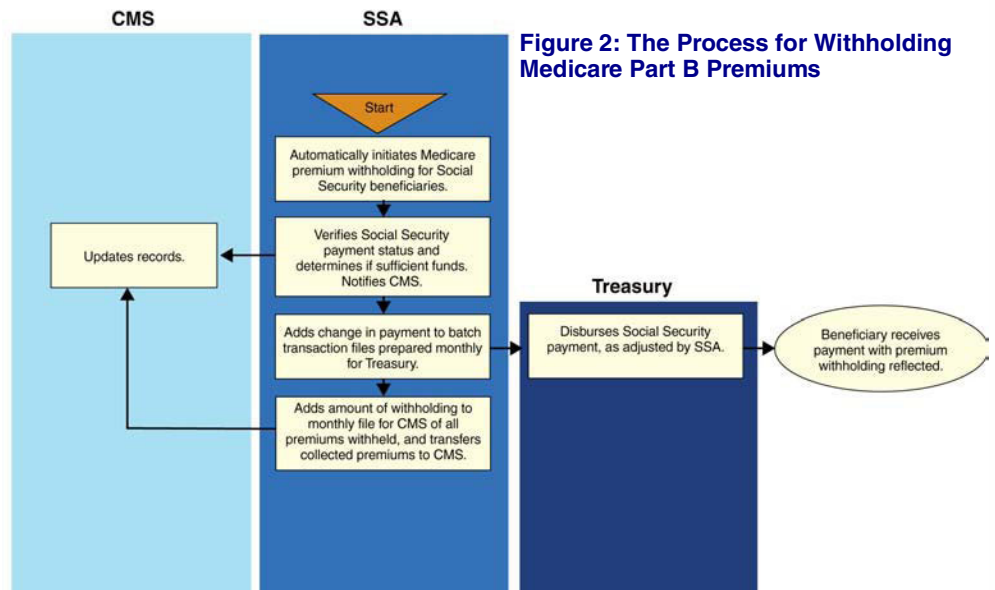 CMS
SSA
Figure 2: The Process for Withholding
Medicare Part B Premiums
Start
Automatically initiates Medicare
premium withholding for Social
Security beneficiaries.
Verifies Social Security
payment status and
determines if sufficient funds.
Notifies CMS.
Updates records.
Treasury
Adds change in payment to batch
transaction files prepared monthly
for Treasury.
Disburses Social Security
payment, as adjusted by SSA.
Beneficiary receives
payment with premium
withholding reflected.
Adds amount of withholding to
monthly file for CMS of all
premiums withheld, and transfers
collected premiums to CMS.